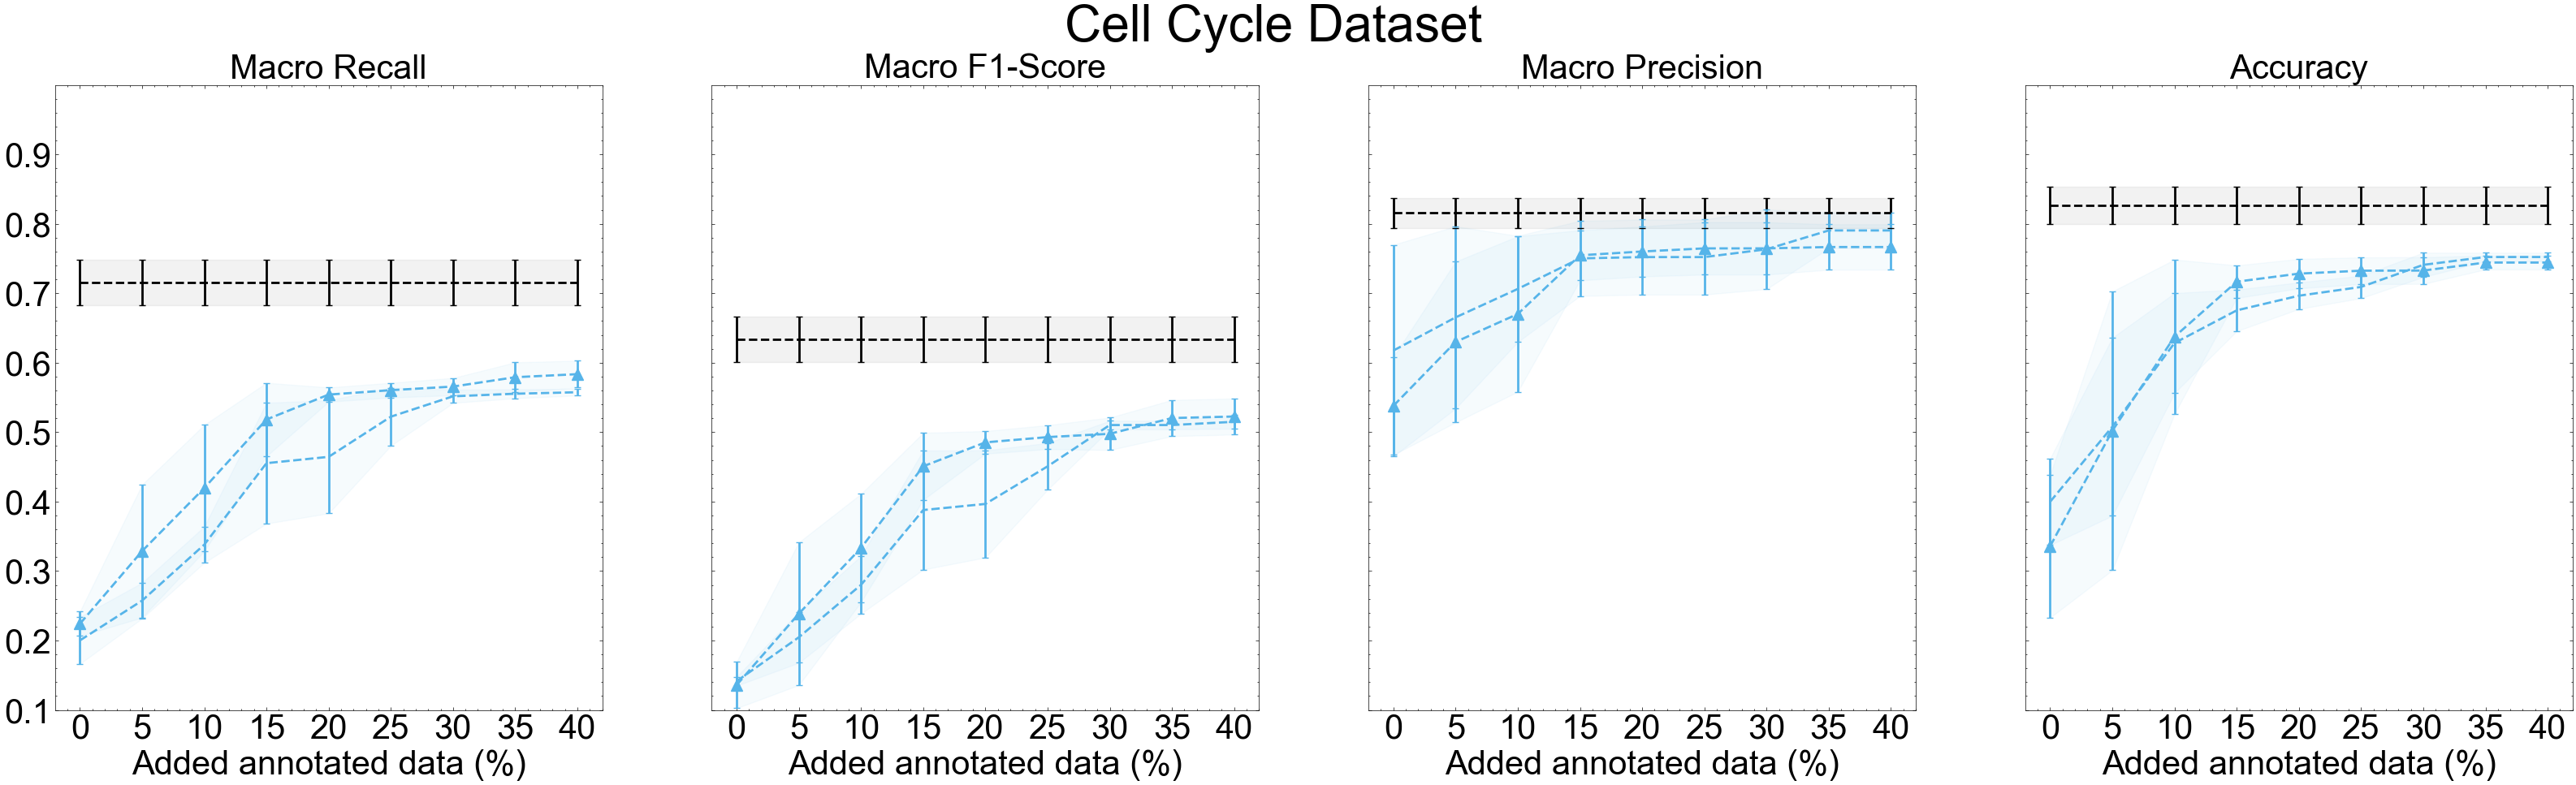 Cell Cycle Dataset
Macro Recall
Macro F1-Score
Macro Precision
Accuracy
0.9
0.8
0.7
0.6
0.5
0.4
0.3
0.2
0.1
0 5 10 15 20 25 30 35 40
0 5 10 15 20 25 30 35 40
0 5 10 15 20 25 30 35 40
0 5 10 15 20 25 30 35 40
Added annotated data (%)
Added annotated data (%)
Added annotated data (%)
Added annotated data (%)